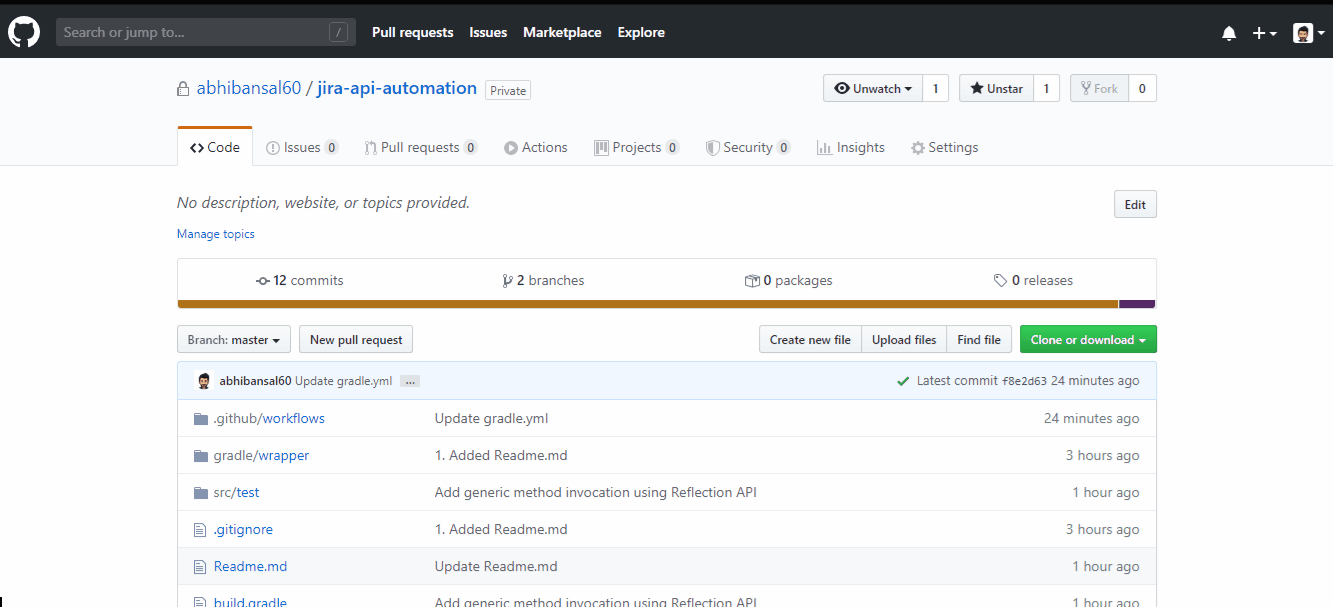 Search or jump to... / Pull requests Issues Marketplace Explore
abhibansal60 / jira-api-automation Private Unwatch 1 Unstar 1 Fork 0
Code Issues 0 Pull requests 0 Actions Projects 0 Security 0 Insights Settings
No description, website, or topics provided. Edit
Manage topics
12 commits 2 branches 0 packages 0 releases
Branch: master New pull request Create new file Upload files Find file Clone or download
abhibansal60 Update gradle.yml ... Latest commit f8e2d63 24 minutes ago
.github/workflows Update gradle.yml 24 minutes ago
gradle/wrapper 1. Added Readme.md 3 hours ago
src/test Add generic method invocation using Reflection API 1 hour ago
.gitignore 1. Added Readme.md 3 hours ago
Readme.md Update Readme.md 1 hour ago
build.gradle Add generic method invocation using Reflection API 1 hour ago